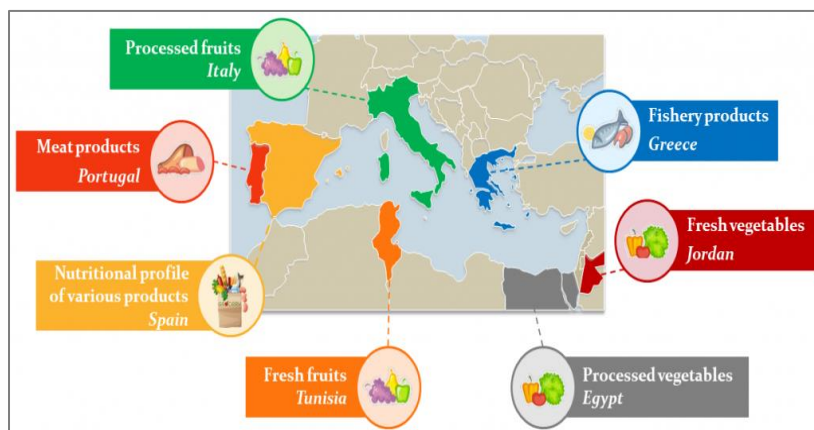 Processed fruits
Italy
Fishery products
Greece
Meat products
Portugal
Fresh vegetables
Jordan
Nutritional profile
of various products
Spain
Fresh fruits
Tunisia
Processed vegetables
Egypt